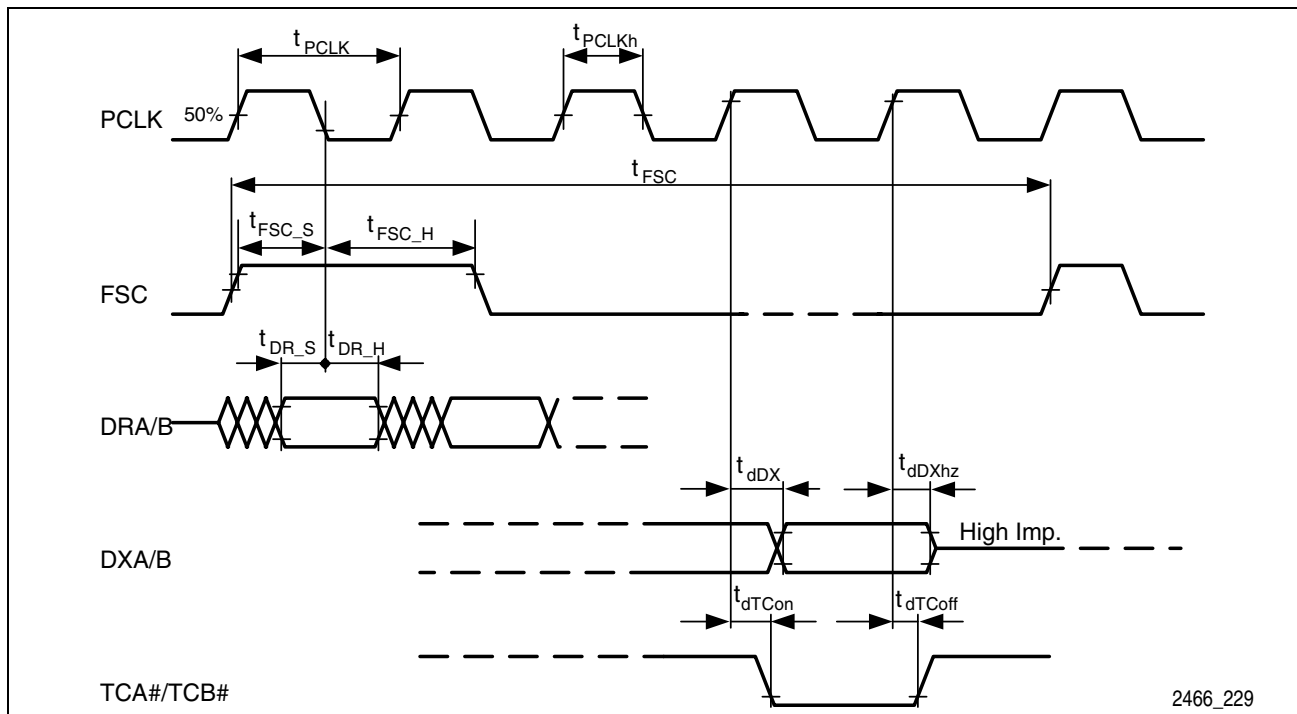 tPCLK
tPCLKh
PCLK
50%
tFSC
tFSC_S
tFSC_H
FSC
tDR_S
tDR_H
DRA/B
tdDX
tdDXhz
High Imp.
DXA/B
tdTCon
tdTCoff
TCA#/TCB#
2466_229